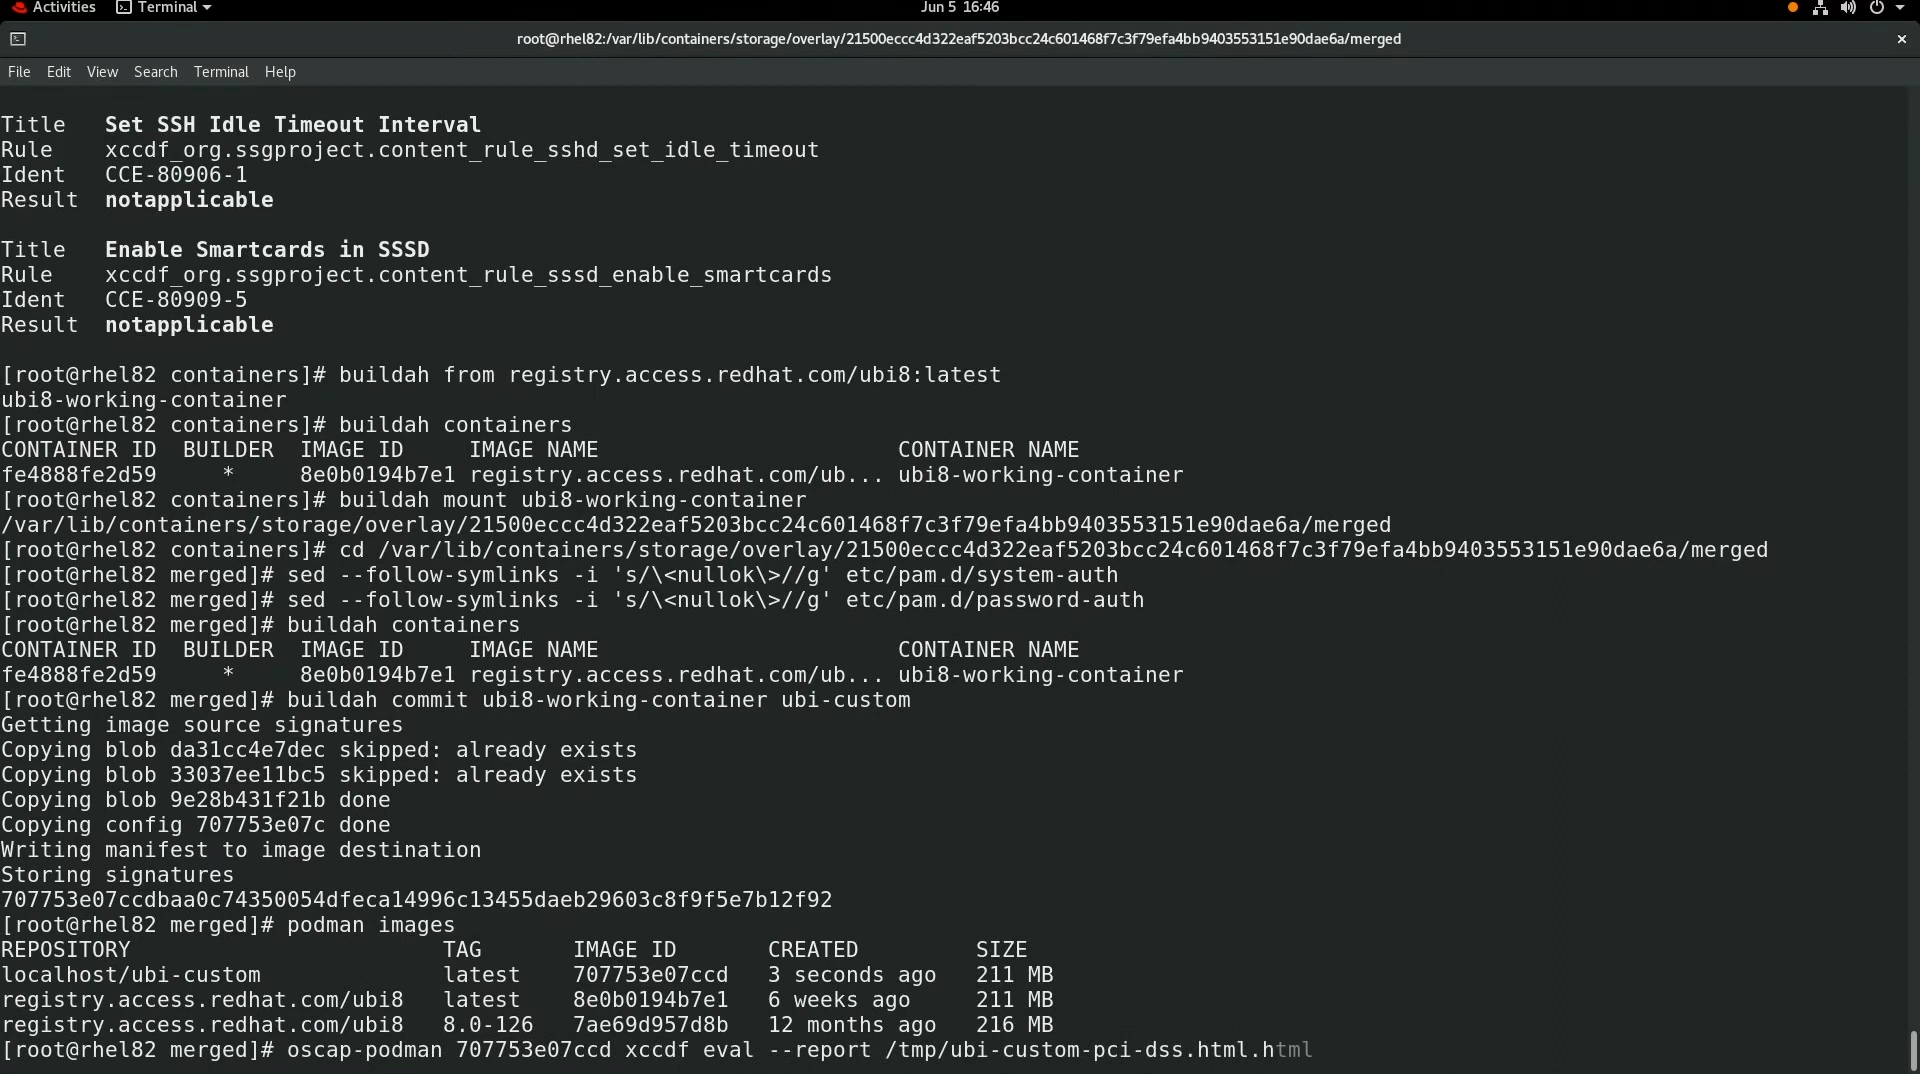 Activities Terminal Jun 5 16:46
root@rhel82:/var/lib/containers/storage/overlay/21500eccc4d322eaf5203bcc24c601468f7c3f79efa4bb9403553151e90dae6a/merged
File Edit View Search Terminal Help
Title Set SSH Idle Timeout Interval
Rule xccdf_org.ssgproject.content_rule_sshd_set_idle_timeout
Ident CCE-80906-1
Result notapplicable
Title Enable Smartcards in SSSD
Rule xccdf_org.ssgproject.content_rule_sssd_enable_smartcards
Ident CCE-80909-5
Result notapplicable
[root@rhel82 containers]# buildah from registry.access.redhat.com/ubi8:latest
ubi8-working-container
[root@rhel82 containers]# buildah containers
CONTAINER ID BUILDER IMAGE ID IMAGE NAME CONTAINER NAME
fe4888fe2d59 * 8e0b0194b7e1 registry.access.redhat.com/ub... ubi8-working-container
[root@rhel82 containers]# buildah mount ubi8-working-container
/var/lib/containers/storage/overlay/21500eccc4d322eaf5203bcc24c601468f7c3f79efa4bb9403553151e90dae6a/merged
[root@rhel82 containers]# cd /var/lib/containers/storage/overlay/21500eccc4d322eaf5203bcc24c601468f7c3f79efa4bb9403553151e90dae6a/merged
[root@rhel82 merged]# sed --follow-symlinks -i 's/\<nullok\>//g' etc/pam.d/system-auth
[root@rhel82 merged]# sed --follow-symlinks -i 's/\<nullok\>//g' etc/pam.d/password-auth
[root@rhel82 merged]# buildah containers
CONTAINER ID BUILDER IMAGE ID IMAGE NAME CONTAINER NAME
fe4888fe2d59 * 8e0b0194b7e1 registry.access.redhat.com/ub... ubi8-working-container
[root@rhel82 merged]# buildah commit ubi8-working-container ubi-custom
Getting image source signatures
Copying blob da31cc4e7dec skipped: already exists
Copying blob 33037ee11bc5 skipped: already exists
Copying blob 9e28b431f21b done
Copying config 707753e07c done
Writing manifest to image destination
Storing signatures
707753e07ccdbaa0c74350054dfeca14996c13455daeb29603c8f9f5e7b12f92
[root@rhel82 merged]# podman images
REPOSITORY TAG IMAGE ID CREATED SIZE
localhost/ubi-custom latest 707753e07ccd 3 seconds ago 211 MB
registry.access.redhat.com/ubi8 latest 8e0b0194b7e1 6 weeks ago 211 MB
registry.access.redhat.com/ubi8 8.0-126 7ae69d957d8b 12 months ago 216 MB
[root@rhel82 merged]# oscap-podman 707753e07ccd xccdf eval --report /tmp/ubi-custom-pci-dss.html.html